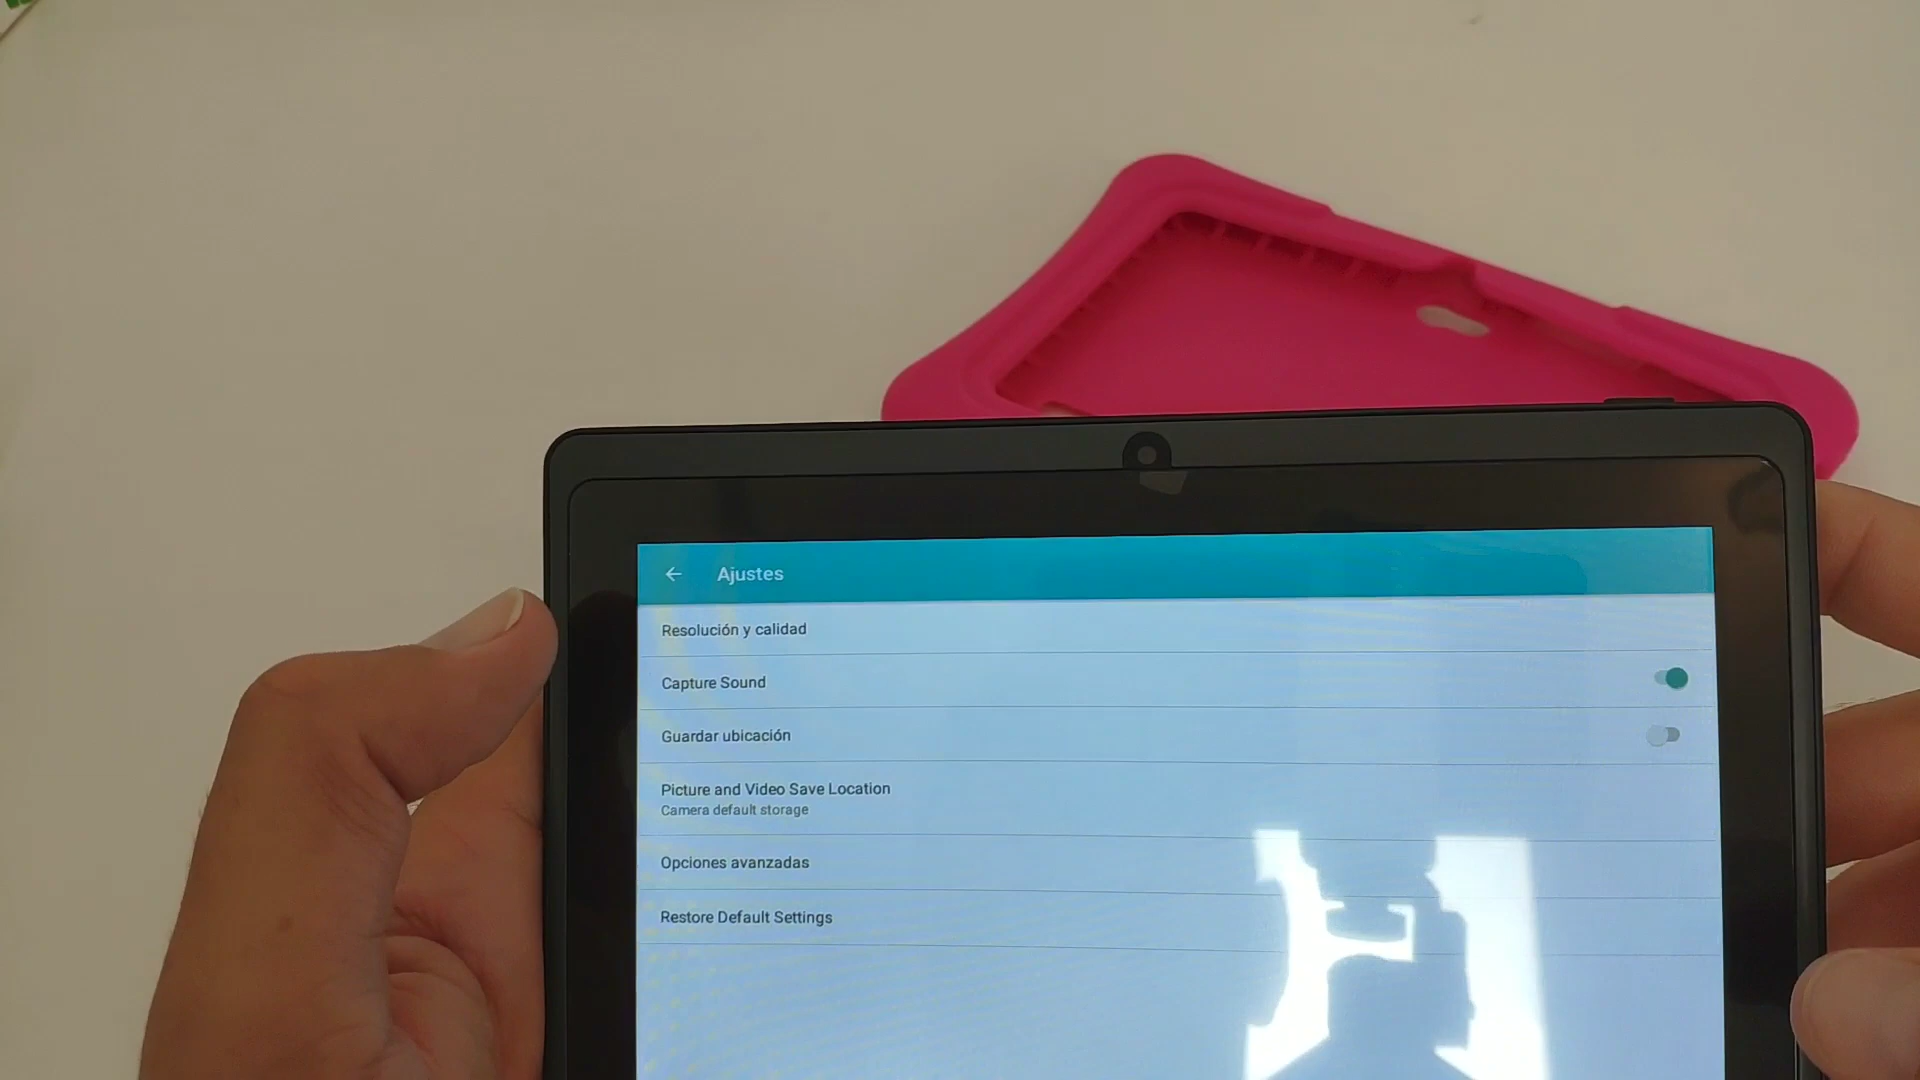 Ajustes
Resolución y calidad
Capture Sound
Guardar ubicación
Picture and Video Save Location
Camera default storage
Opciones avanzadas
Restore Default Settings